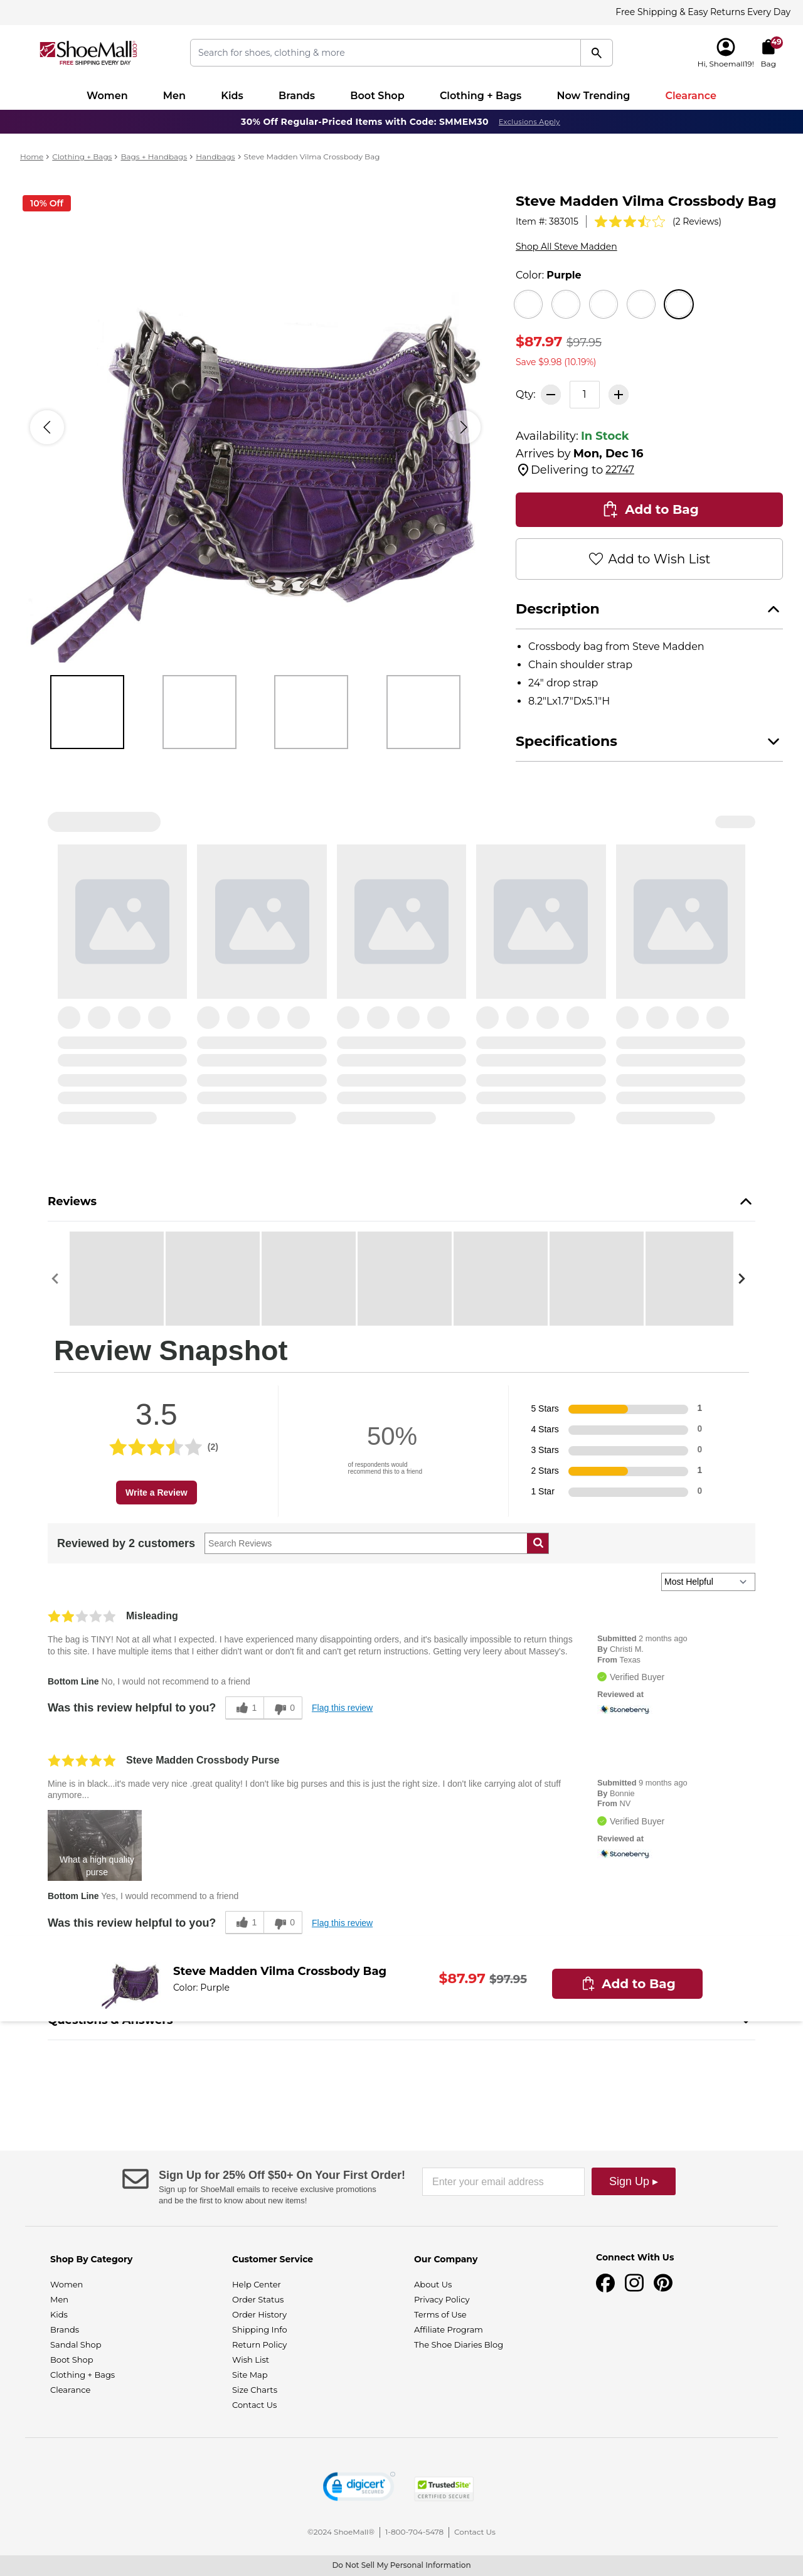 Free Shipping & Easy Returns Every Day
ShoeMall.com
FREE SHIPPING EVERY DAY
Search for shoes, clothing & more
49
Hi, Shoemall19! Bag
Women Men Kids Brands Boot Shop Clothing + Bags Now Trending Clearance
30% Off Regular-Priced Items with Code: SMMEM30 Exclusions Apply
Home > Clothing + Bags > Bags + Handbags > Handbags > Steve Madden Vilma Crossbody Bag
10% Off
Steve Madden Vilma Crossbody Bag
Item #: 383015 (2 Reviews)
Shop All Steve Madden
Color: Purple
$87.97 $97.95
Save $9.98 (10.19%)
Qty: 1
Availability: In Stock
Arrives by Mon, Dec 16
Delivering to 22747
Add to Bag
Add to Wish List
Description
• Crossbody bag from Steve Madden
• Chain shoulder strap
• 24" drop strap
• 8.2"Lx1.7"Dx5.1"H
Specifications
Reviews
Review Snapshot
3.5
(2)
Write a Review
50%
of respondents would
recommend this to a friend
5 Stars 1
4 Stars 0
3 Stars 0
2 Stars 1
1 Star 0
Reviewed by 2 customers Search Reviews
Most Helpful
Misleading
The bag is TINY! Not at all what I expected. I have experienced many disappointing orders, and it's basically impossible to return things
to this site. I have multiple items that I either didn't want or don't fit and can't get return instructions. Getting very leery about Massey's.
Bottom Line No, I would not recommend to a friend
Was this review helpful to you? 1 0 Flag this review
Submitted 2 months ago
By Christi M.
From Texas
Verified Buyer
Reviewed at
Stoneberry
Steve Madden Crossbody Purse
Mine is in black...it's made very nice .great quality! I don't like big purses and this is just the right size. I don't like carrying alot of stuff
anymore...
What a high quality
purse
Bottom Line Yes, I would recommend to a friend
Was this review helpful to you? 1 0 Flag this review
Submitted 9 months ago
By Bonnie
From NV
Verified Buyer
Reviewed at
Stoneberry
Steve Madden Vilma Crossbody Bag
Color: Purple
$87.97 $97.95
Add to Bag
Questions & Answers
Sign Up for 25% Off $50+ On Your First Order!
Sign up for ShoeMall emails to receive exclusive promotions
and be the first to know about new items!
Enter your email address
Sign Up ▸
Shop By Category
Women
Men
Kids
Brands
Sandal Shop
Boot Shop
Clothing + Bags
Clearance
Customer Service
Help Center
Order Status
Order History
Shipping Info
Return Policy
Wish List
Site Map
Size Charts
Contact Us
Our Company
About Us
Privacy Policy
Terms of Use
Affiliate Program
The Shoe Diaries Blog
Connect With Us
digicert
SECURED
TrustedSite
CERTIFIED SECURE
©2024 ShoeMall® 1-800-704-5478 Contact Us
Do Not Sell My Personal Information